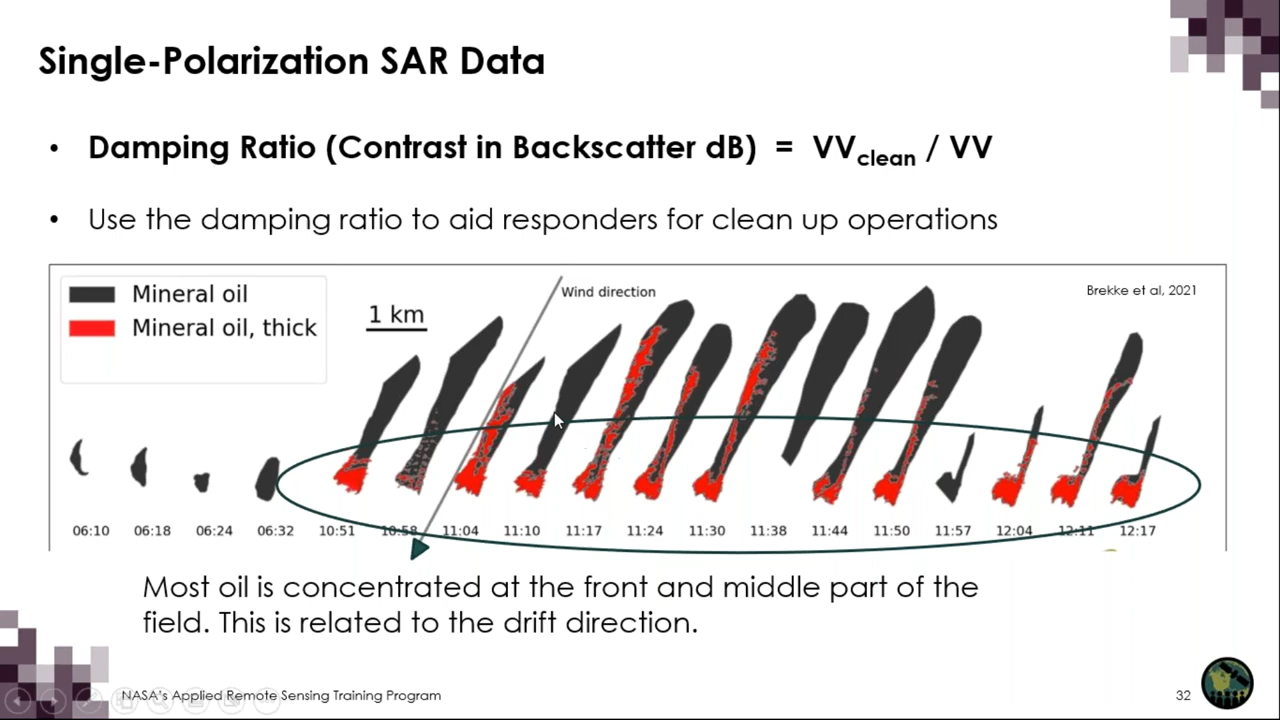 Single-Polarization SAR Data
• Damping Ratio (Contrast in Backscatter dB) = VVclean / VV
• Use the damping ratio to aid responders for clean up operations
Mineral oil
Mineral oil, thick
1 km
Wind direction
Brekke et al, 2021
06:10 06:18 06:24 06:32 10:51 10:58 11:04 11:10 11:17 11:24 11:30 11:38 11:44 11:50 11:57 12:04 12:11 12:17
Most oil is concentrated at the front and middle part of the
field. This is related to the drift direction.
NASA's Applied Remote Sensing Training Program
32